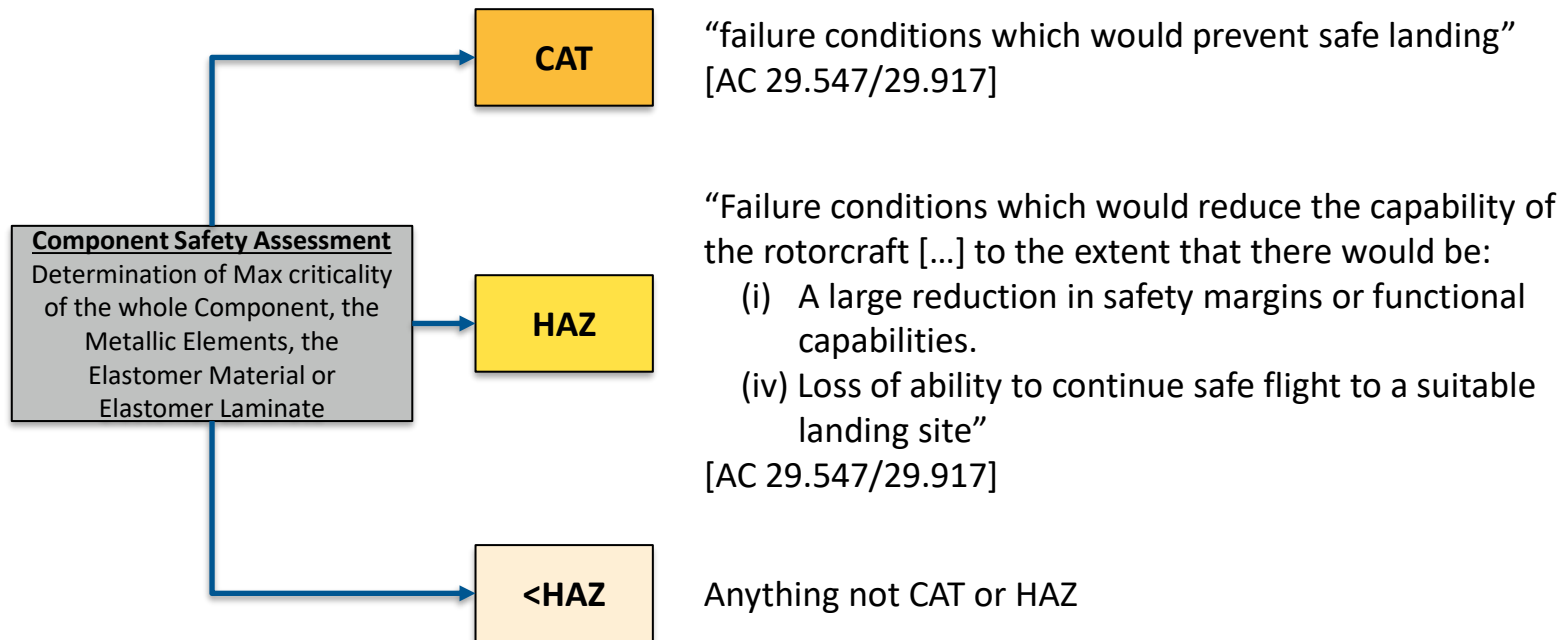 CAT
“failure conditions which would prevent safe landing”
[AC 29.547/29.917]
Component Safety Assessment
Determination of Max criticality
of the whole Component, the
Metallic Elements, the
Elastomer Material or
Elastomer Laminate
HAZ
“Failure conditions which would reduce the capability of
the rotorcraft […] to the extent that there would be:
(i) A large reduction in safety margins or functional
capabilities.
(iv) Loss of ability to continue safe flight to a suitable
landing site”
[AC 29.547/29.917]
<HAZ
Anything not CAT or HAZ